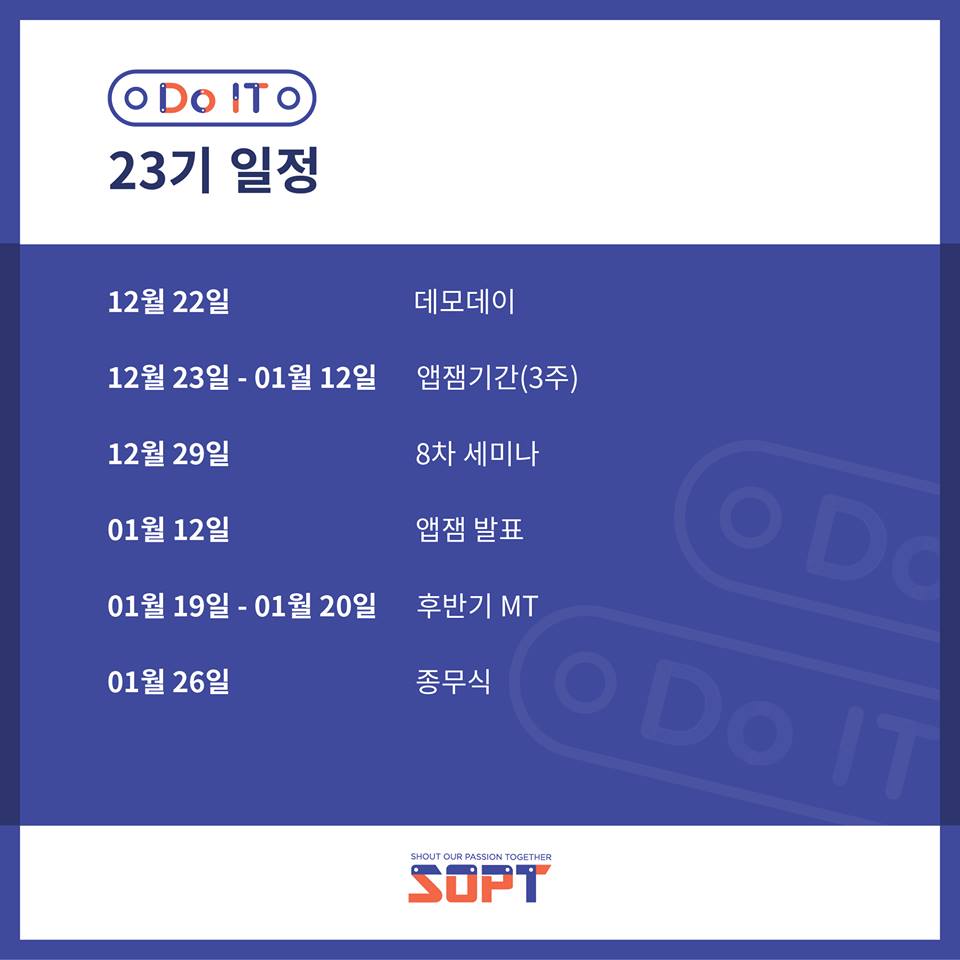 Do IT
23기 일정
12월 22일 데모데이
12월 23일 - 01월 12일 앱잼기간(3주)
12월 29일 8차 세미나
01월 12일 앱잼 발표
01월 19일 - 01월 20일 후반기 MT
01월 26일 종무식
Do
Do IT
SHOUT OUR PASSION TOGETHER
SOPT